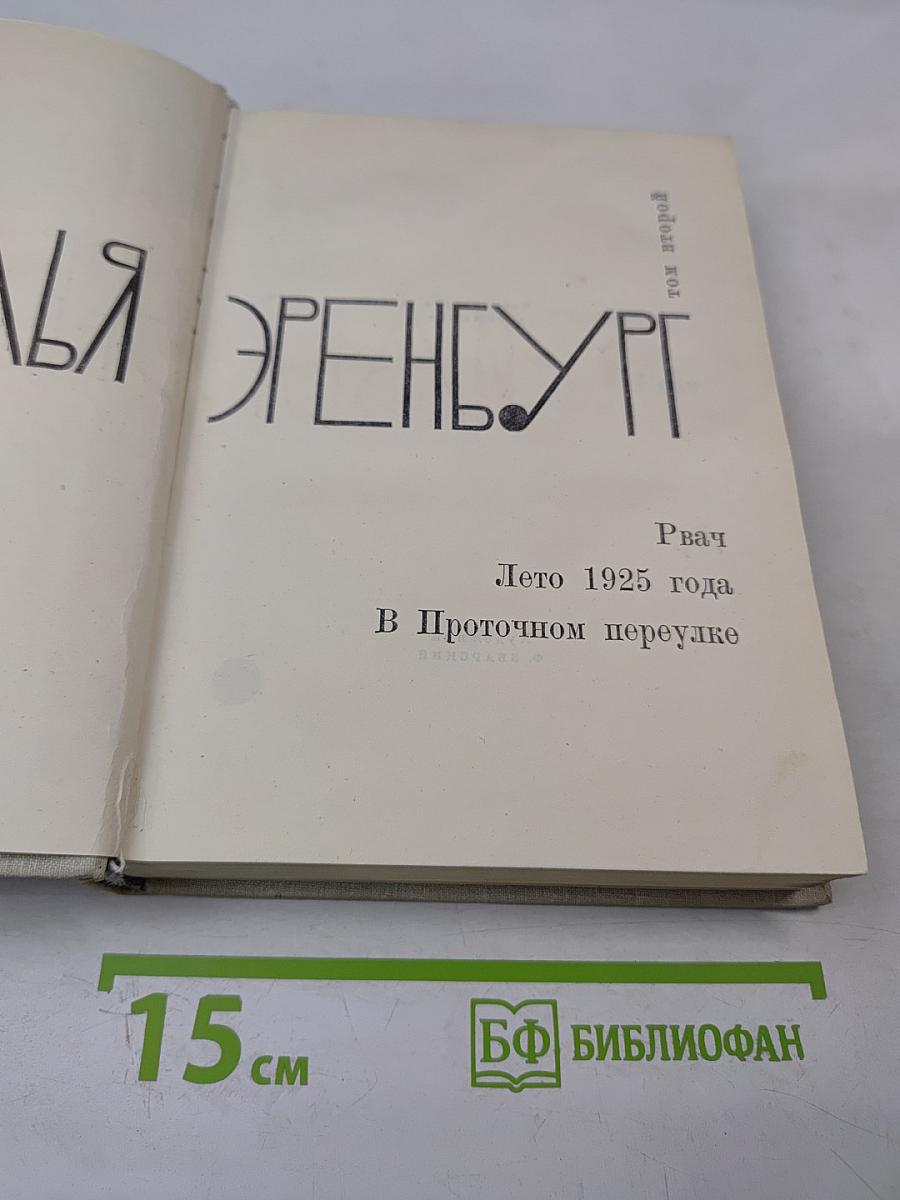 ЛЬЯ
ЭРЕНБУРГ
том второй
Рвач
Лето 1925 года
В Проточном переулке
15 см
БФ БИБЛИОФАН